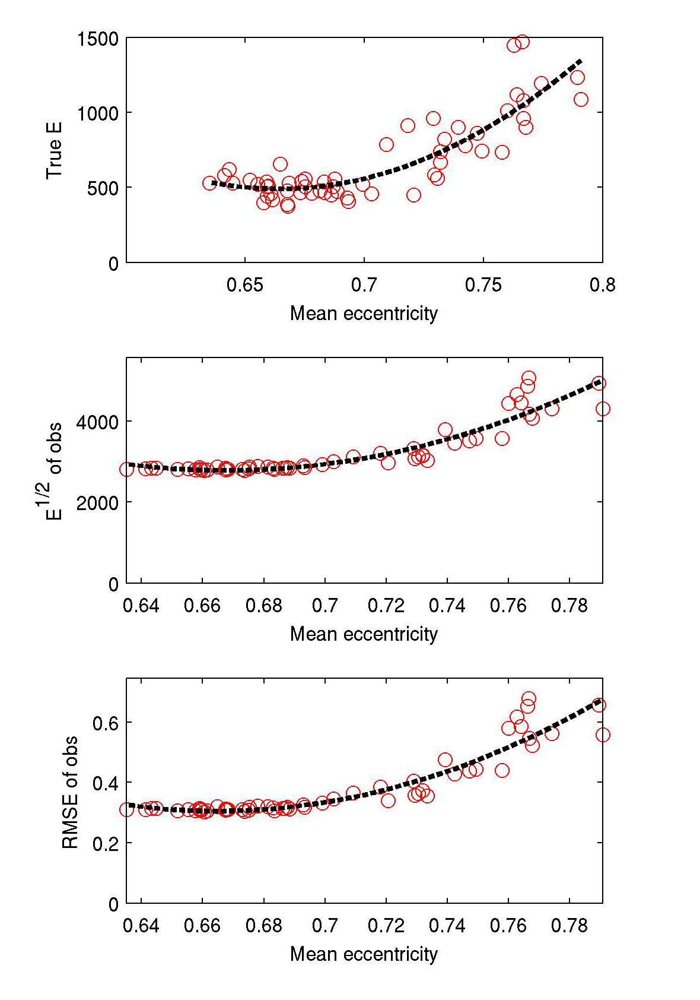 1500
1000
500
0
True E
0.65 0.7 0.75 0.8
Mean eccentricity
4000
2000
0
E^1/2 of obs
0.64 0.66 0.68 0.7 0.72 0.74 0.76 0.78
Mean eccentricity
0.6
0.4
0.2
0
RMSE of obs
0.64 0.66 0.68 0.7 0.72 0.74 0.76 0.78
Mean eccentricity